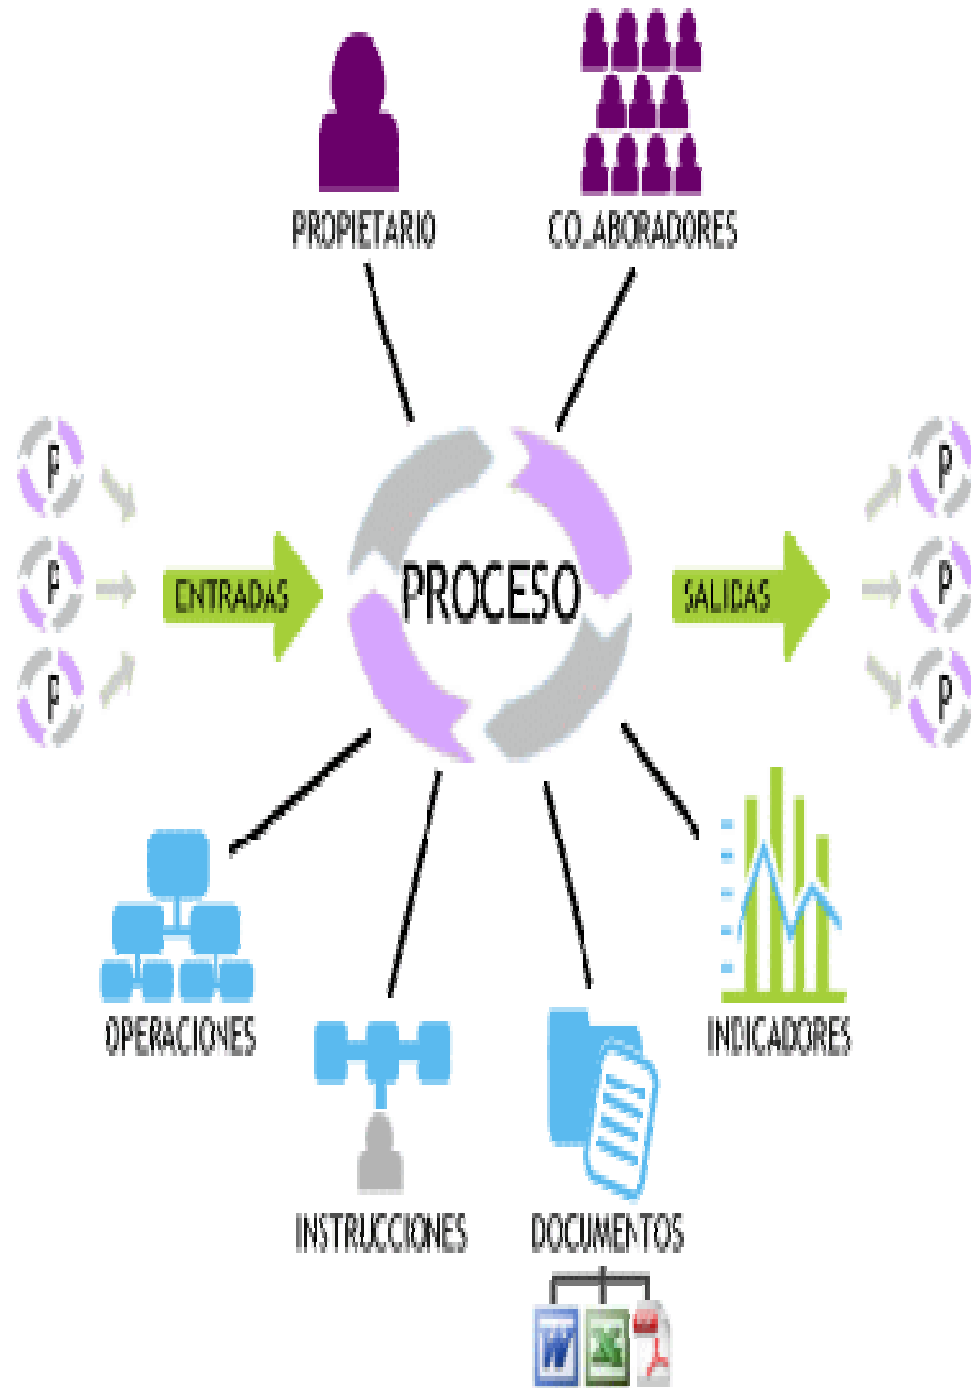 PROPIETARIO
COLABORADORES
P
P
P
ENTRADAS
PROCESO
SALIDAS
P
P
P
OPERACIONES
INDICADORES
INSTRUCCIONES
DOCUMENTOS
W
X